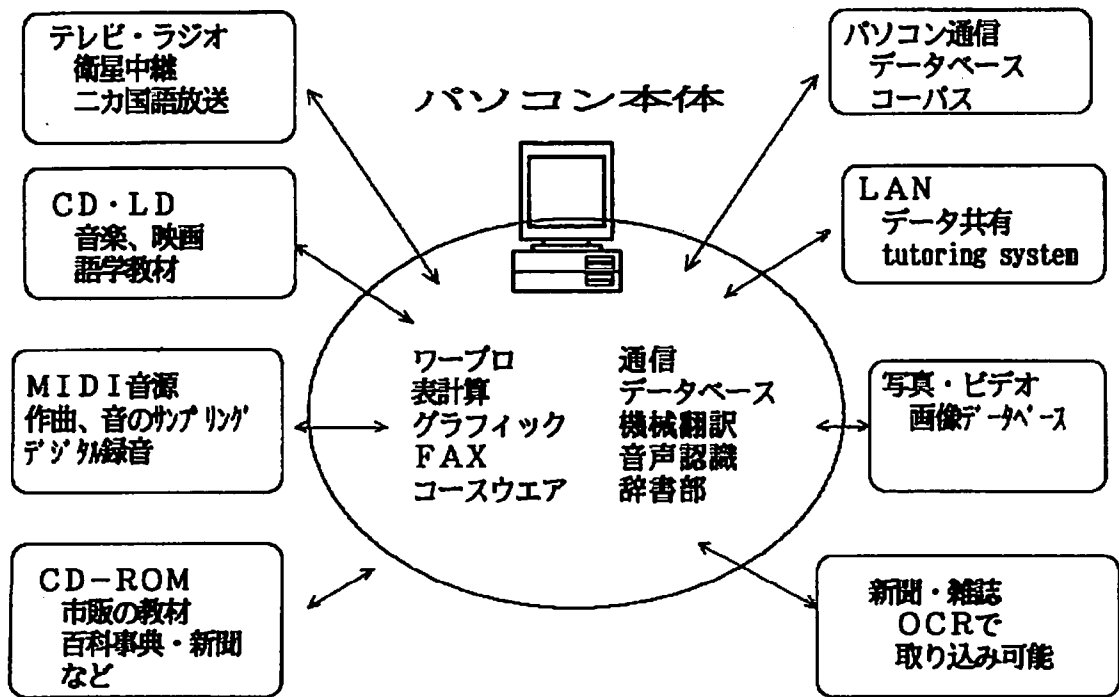 テレビ・ラジオ
衛星中継
二カ国語放送
CD・LD
音楽、映画
語学教材
MIDI音源
作曲、音のサンプリング
デジタル録音
CD-ROM
市販の教材
百科事典・新聞
など
パソコン本体
ワープロ
表計算
グラフィック
FAX
コースウエア
通信
データベース
機械翻訳
音声認識
辞書部
パソコン通信
データベース
コーパス
LAN
データ共有
tutoring system
写真・ビデオ
画像データベース
新聞・雑誌
OCRで
取り込み可能